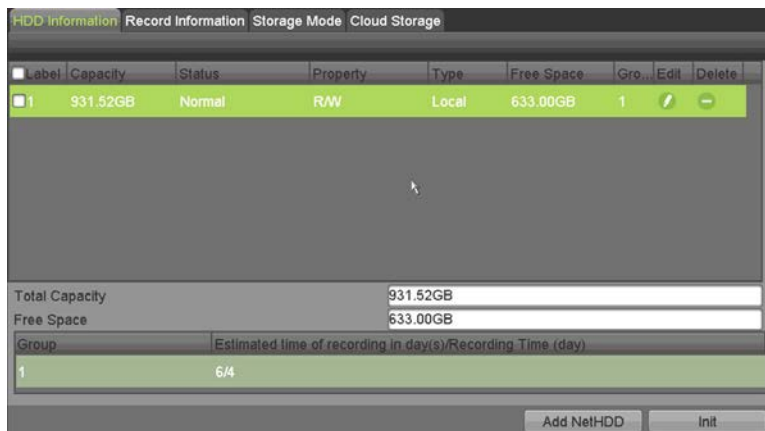 HDD Information Record Information Storage Mode Cloud Storage
Label Capacity Status Property Type Free Space Gro... Edit Delete
1 931.52GB Normal R/W Local 633.00GB 1
Total Capacity 931.52GB
Free Space 633.00GB
Group Estimated time of recording in day(s)/Recording Time (day)
1 6/4
Add NetHDD Init